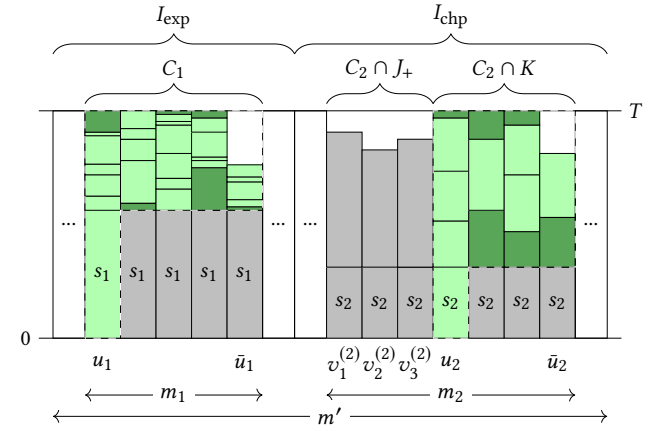 I_exp I_chp
C_1 C_2 ∩ J_+ C_2 ∩ K
T
... ... ... ...
s_1 s_1 s_1 s_1 s_1 s_2 s_2 s_2 s_2 s_2 s_2 s_2
0
u_1 ū_1 v_1^(2) v_2^(2) v_3^(2) u_2 ū_2
m_1 m_2
m'